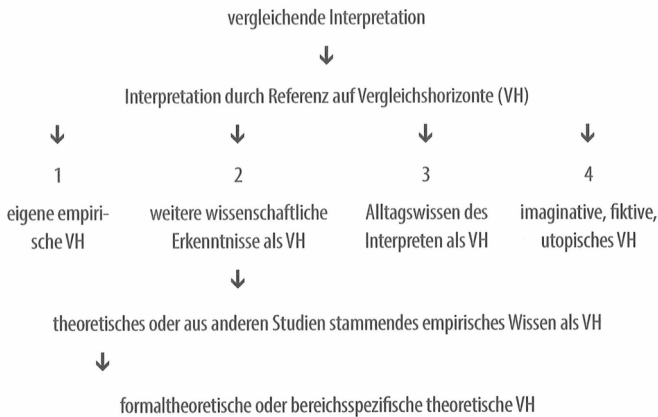 vergleichende Interpretation
↓
Interpretation durch Referenz auf Vergleichshorizonte (VH)
↓ ↓ ↓ ↓
1 2 3 4
eigene empiri- weitere wissenschaftliche Alltagswissen des imaginative, fiktive,
sche VH Erkenntnisse als VH Interpreten als VH utopisches VH
↓
theoretisches oder aus anderen Studien stammendes empirisches Wissen als VH
↓
formaltheoretische oder bereichsspezifische theoretische VH